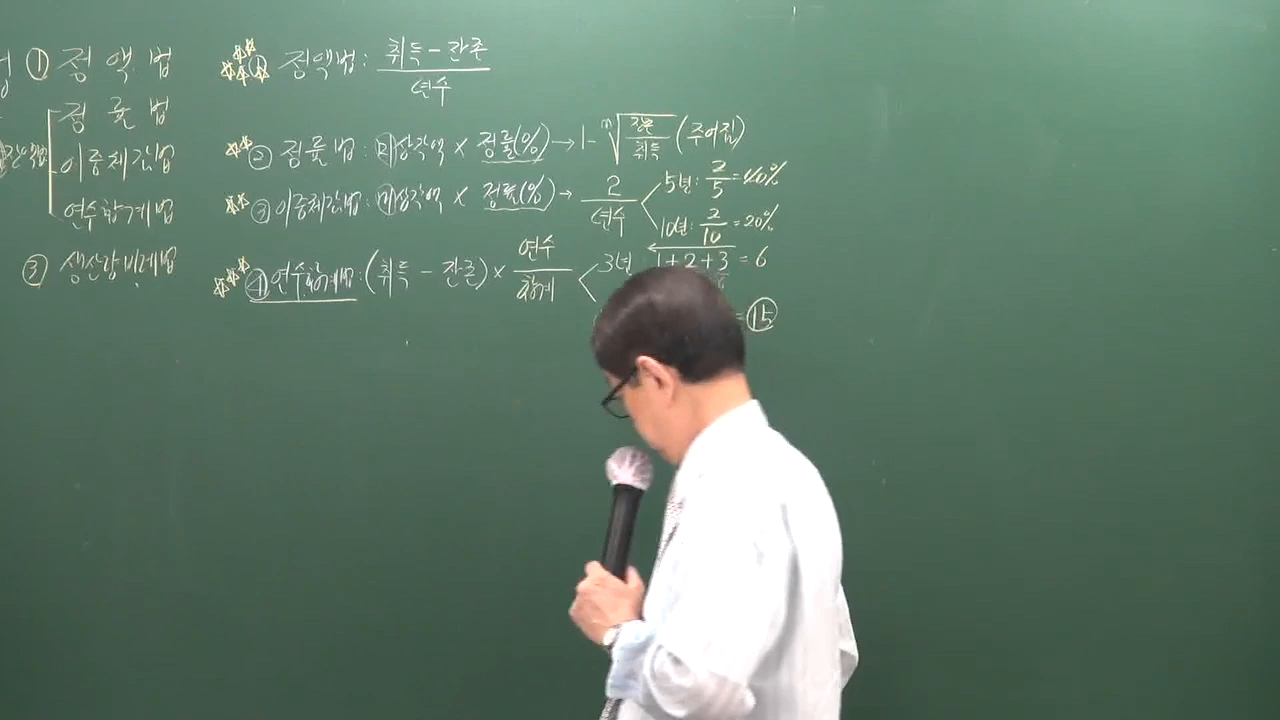 ① 정액법
정률법
이중체감법
연수합계법
③ 생산량비례법
① 정액법: 취득-잔존
년수
② 정률법: 미상각액 × 정률(%) → 1- n√ 잔존/취득 (주어짐)
③ 이중체감법: 미상각액 × 정률(%) → 2/년수
5년: 2/5 = 40%
10년: 2/10 = 20%
④ 연수합계법: (취득 - 잔존) × 연수/합계
3년: 1+2+3 = 6
= ⑮